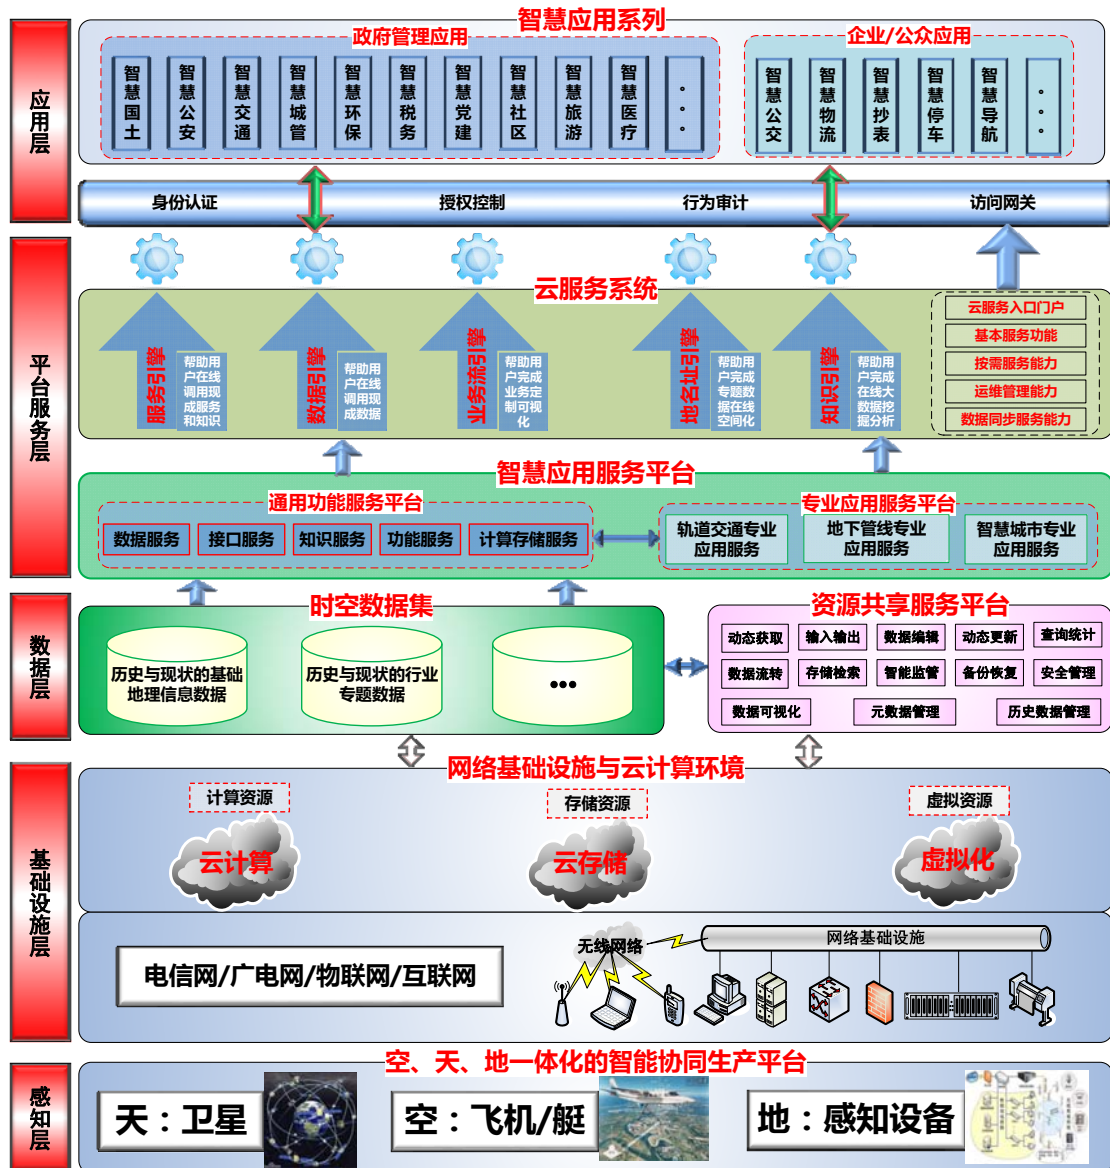 智慧应用系列
政府管理应用
企业/公众应用
应用层
智慧国土
智慧公安
智慧交通
智慧城管
智慧环保
智慧税务
智慧党建
智慧社区
智慧旅游
智慧医疗
···
智慧公交
智慧物流
智慧抄表
智慧停车
智慧导航
···
身份认证
授权控制
行为审计
访问网关
平台服务层
云服务系统
服务引擎
帮助用
户在线
调用现
成服务
和知识
数据引擎
帮助用
户在线
调用现
成数据
业务流引擎
帮助用
户完成
业务定
制可视
化
地名址引擎
帮助用
户完成
专题数
据在线
空间化
知识引擎
帮助用
户完成
在线大
数据挖
掘分析
云服务入口门户
基本服务功能
按需服务能力
运维管理能力
数据同步服务能力
智慧应用服务平台
通用功能服务平台
数据服务
接口服务
知识服务
功能服务
计算存储服务
专业应用服务平台
轨道交通专业
应用服务
地下管线专业
应用服务
智慧城市专业
应用服务
数据层
时空数据集
历史与现状的基础
地理信息数据
历史与现状的行业
专题数据
•••
资源共享服务平台
动态获取
输入输出
数据编辑
动态更新
查询统计
数据流转
存储检索
智能监管
备份恢复
安全管理
数据可视化
元数据管理
历史数据管理
基础设施层
网络基础设施与云计算环境
计算资源
存储资源
虚拟资源
云计算
云存储
虚拟化
电信网/广电网/物联网/互联网
无线网络
网络基础设施
感知层
空、天、地一体化的智能协同生产平台
天：卫星
空：飞机/艇
地：感知设备